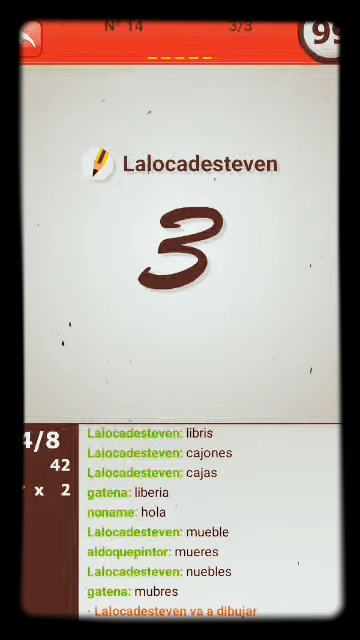 Nº 14 3/3 99
Lalocadesteven
3
4/8
42
x 2
Lalocadesteven: libris
Lalocadesteven: cajones
Lalocadesteven: cajas
gatena: liberia
noname: hola
Lalocadesteven: mueble
aldoquepintor: mueres
Lalocadesteven: nuebles
gatena: mubres
· Lalocadesteven va a dibujar